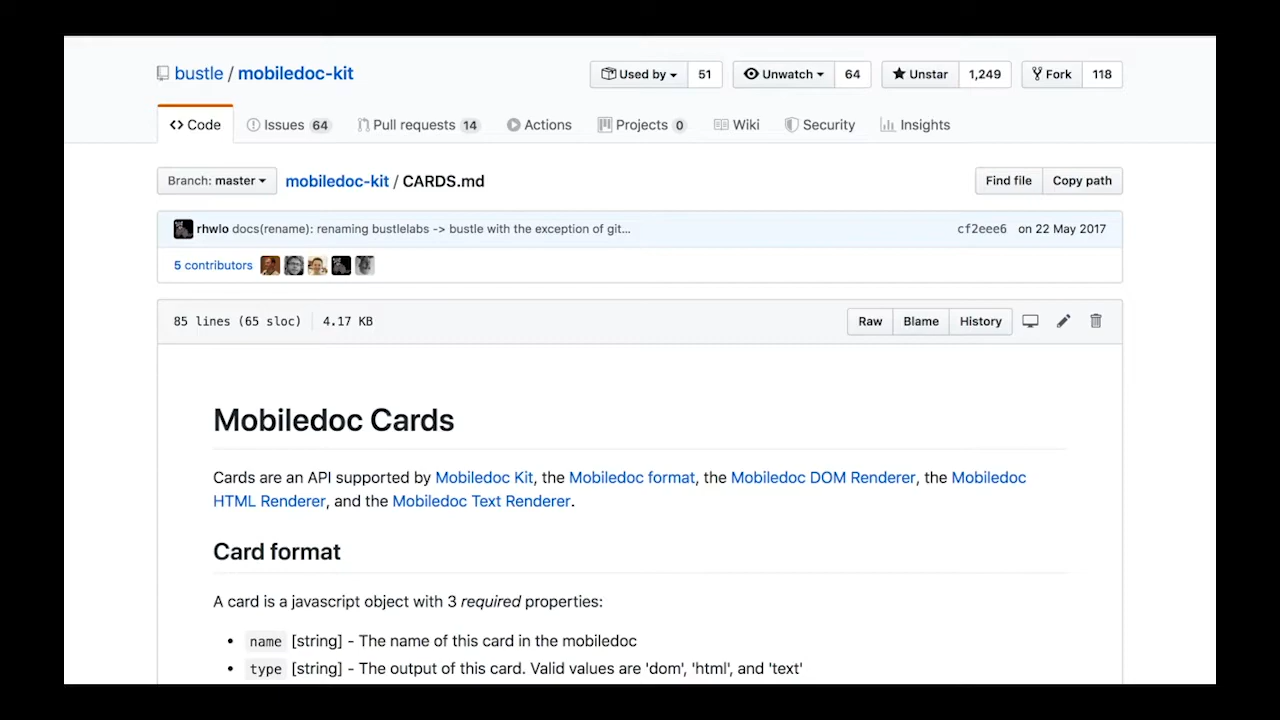 bustle / mobiledoc-kit
Used by 51 Unwatch 64 Unstar 1,249 Fork 118
Code Issues 64 Pull requests 14 Actions Projects 0 Wiki Security Insights
Branch: master mobiledoc-kit / CARDS.md Find file Copy path
rhwlo docs(rename): renaming bustlelabs -> bustle with the exception of git… cf2eee6 on 22 May 2017
5 contributors
85 lines (65 sloc) 4.17 KB Raw Blame History
Mobiledoc Cards
Cards are an API supported by Mobiledoc Kit, the Mobiledoc format, the Mobiledoc DOM Renderer, the Mobiledoc
HTML Renderer, and the Mobiledoc Text Renderer.
Card format
A card is a javascript object with 3 required properties:
• name [string] - The name of this card in the mobiledoc
• type [string] - The output of this card. Valid values are 'dom', 'html', and 'text'